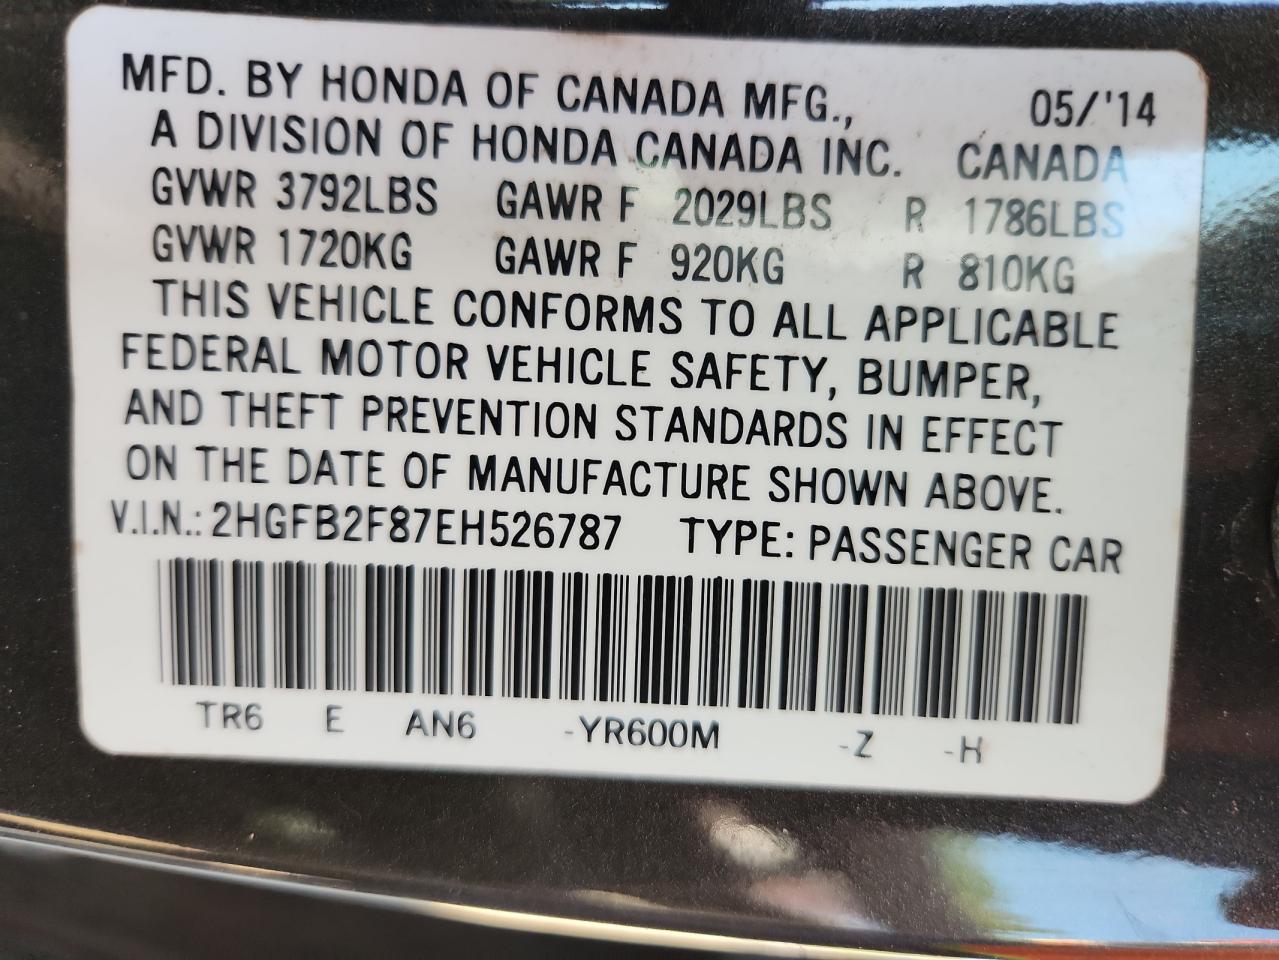 MFD. BY HONDA OF CANADA MFG., 05/'14
A DIVISION OF HONDA CANADA INC. CANADA
GVWR 3792LBS GAWR F 2029LBS R 1786LBS
GVWR 1720KG GAWR F 920KG R 810KG
THIS VEHICLE CONFORMS TO ALL APPLICABLE
FEDERAL MOTOR VEHICLE SAFETY, BUMPER,
AND THEFT PREVENTION STANDARDS IN EFFECT
ON THE DATE OF MANUFACTURE SHOWN ABOVE.
V.I.N.: 2HGFB2F87EH526787 TYPE: PASSENGER CAR
TR6 E AN6 -YR600M -Z -H